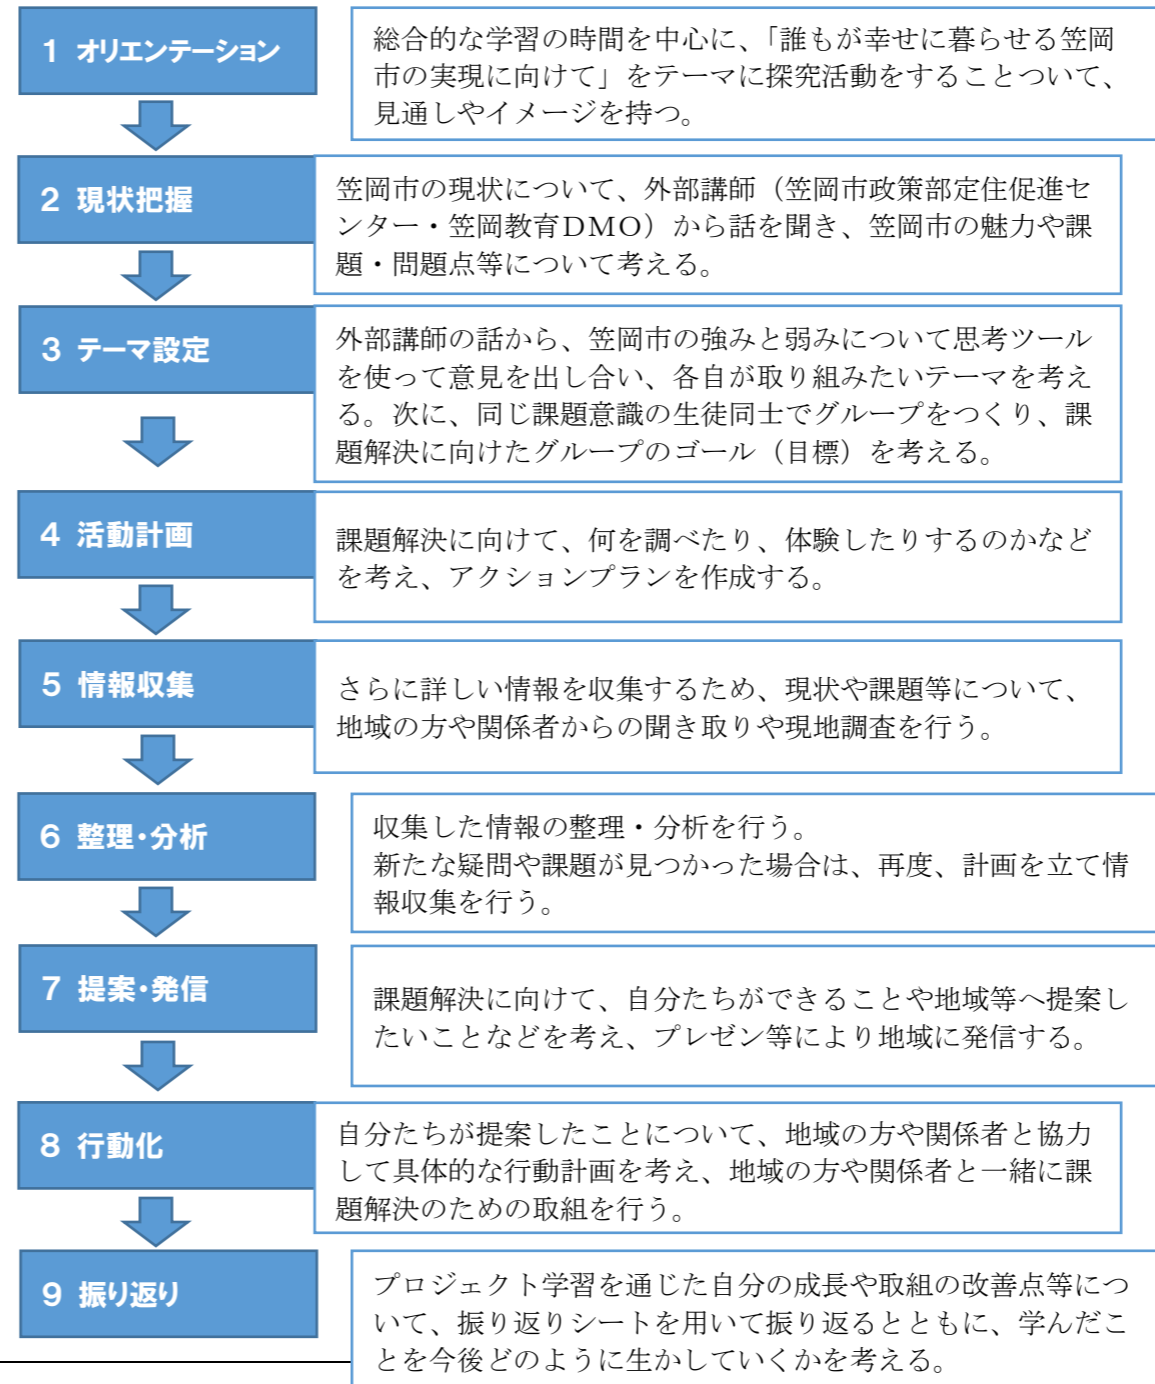 1 オリエンテーション
総合的な学習の時間を中心に、「誰もが幸せに暮らせる笠岡
市の実現に向けて」をテーマに探究活動をすることついて、
見通しやイメージを持つ。
2 現状把握
笠岡市の現状について、外部講師（笠岡市政策部定住促進セ
ンター・笠岡教育ＤＭＯ）から話を聞き、笠岡市の魅力や課
題・問題点等について考える。
3 テーマ設定
外部講師の話から、笠岡市の強みと弱みについて思考ツール
を使って意見を出し合い、各自が取り組みたいテーマを考え
る。次に、同じ課題意識の生徒同士でグループをつくり、課
題解決に向けたグループのゴール（目標）を考える。
4 活動計画
課題解決に向けて、何を調べたり、体験したりするのかなど
を考え、アクションプランを作成する。
5 情報収集
さらに詳しい情報を収集するため、現状や課題等について、
地域の方や関係者からの聞き取りや現地調査を行う。
6 整理・分析
収集した情報の整理・分析を行う。
新たな疑問や課題が見つかった場合は、再度、計画を立て情
報収集を行う。
7 提案・発信
課題解決に向けて、自分たちができることや地域等へ提案し
たいことなどを考え、プレゼン等により地域に発信する。
8 行動化
自分たちが提案したことについて、地域の方や関係者と協力
して具体的な行動計画を考え、地域の方や関係者と一緒に課
題解決のための取組を行う。
9 振り返り
プロジェクト学習を通じた自分の成長や取組の改善点等につ
いて、振り返りシートを用いて振り返るとともに、学んだこ
とを今後どのように生かしていくかを考える。